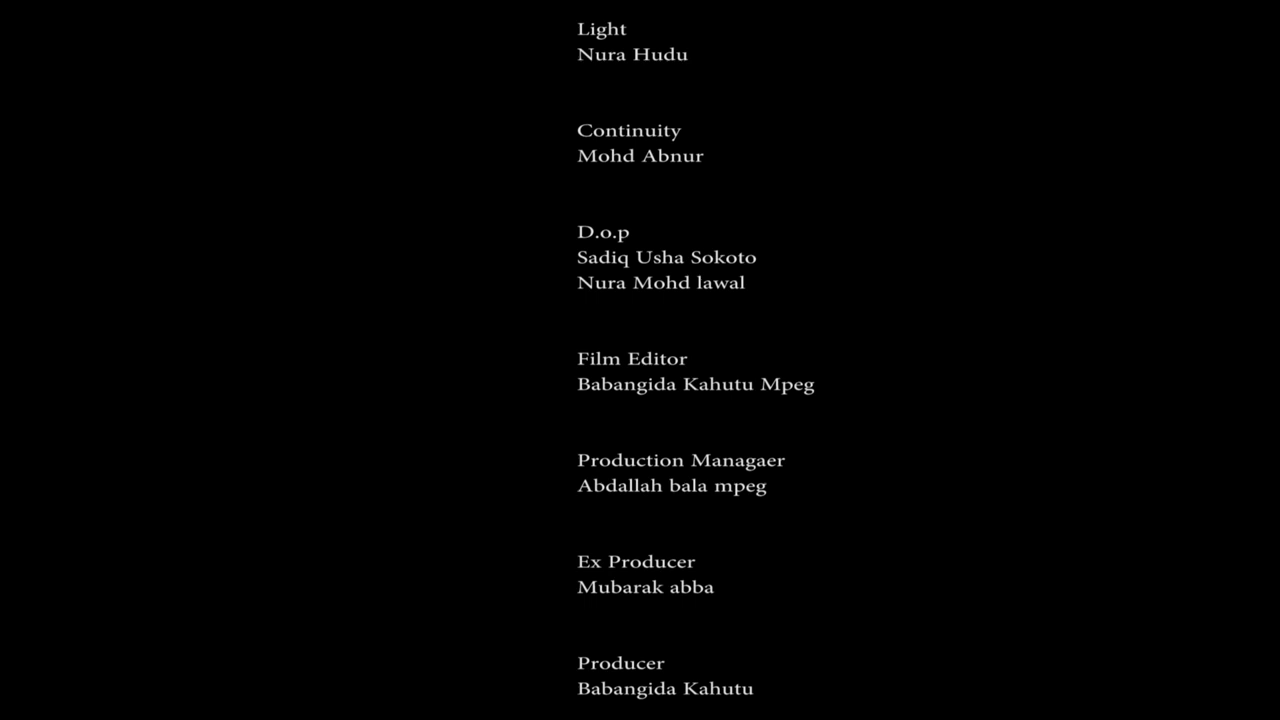 Light
Nura Hudu
Continuity
Mohd Abnur
D.o.p
Sadiq Usha Sokoto
Nura Mohd lawal
Film Editor
Babangida Kahutu Mpeg
Production Managaer
Abdallah bala mpeg
Ex Producer
Mubarak abba
Producer
Babangida Kahutu